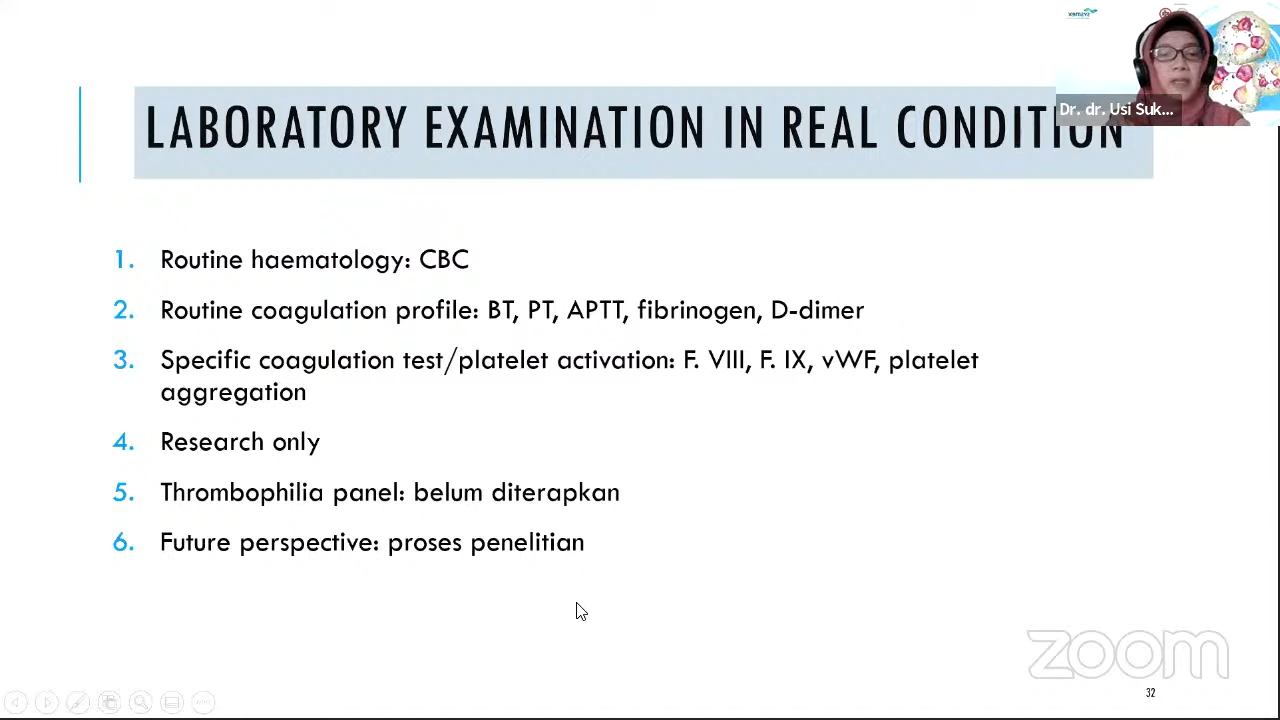 sysmex
Dr. dr. Usi Suk...
LABORATORY EXAMINATION IN REAL CONDITION
1. Routine haematology: CBC
2. Routine coagulation profile: BT, PT, APTT, fibrinogen, D-dimer
3. Specific coagulation test/platelet activation: F. VIII, F. IX, vWF, platelet
aggregation
4. Research only
5. Thrombophilia panel: belum diterapkan
6. Future perspective: proses penelitian
zoom
32